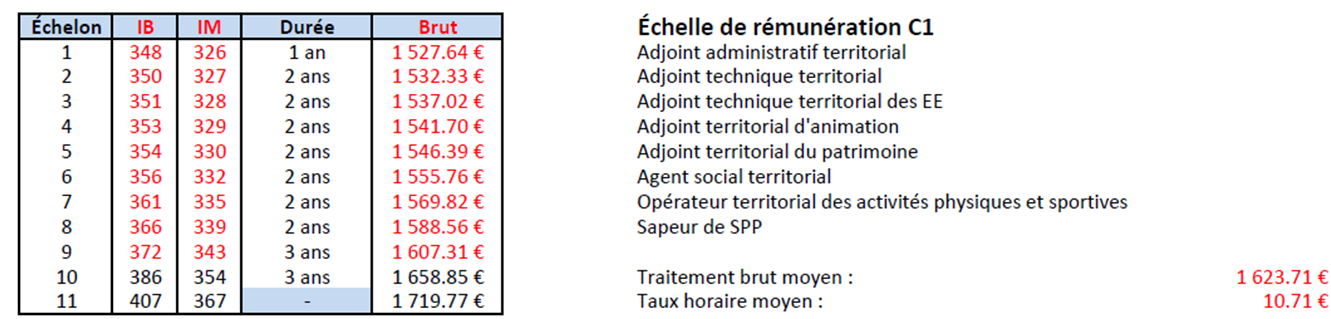 Échelon IB IM Durée Brut
1 348 326 1 an 1 527.64 €
2 350 327 2 ans 1 532.33 €
3 351 328 2 ans 1 537.02 €
4 353 329 2 ans 1 541.70 €
5 354 330 2 ans 1 546.39 €
6 356 332 2 ans 1 555.76 €
7 361 335 2 ans 1 569.82 €
8 366 339 2 ans 1 588.56 €
9 372 343 3 ans 1 607.31 €
10 386 354 3 ans 1 658.85 €
11 407 367 - 1 719.77 €
Échelle de rémunération C1
Adjoint administratif territorial
Adjoint technique territorial
Adjoint technique territorial des EE
Adjoint territorial d'animation
Adjoint territorial du patrimoine
Agent social territorial
Opérateur territorial des activités physiques et sportives
Sapeur de SPP
Traitement brut moyen : 1 623.71 €
Taux horaire moyen : 10.71 €